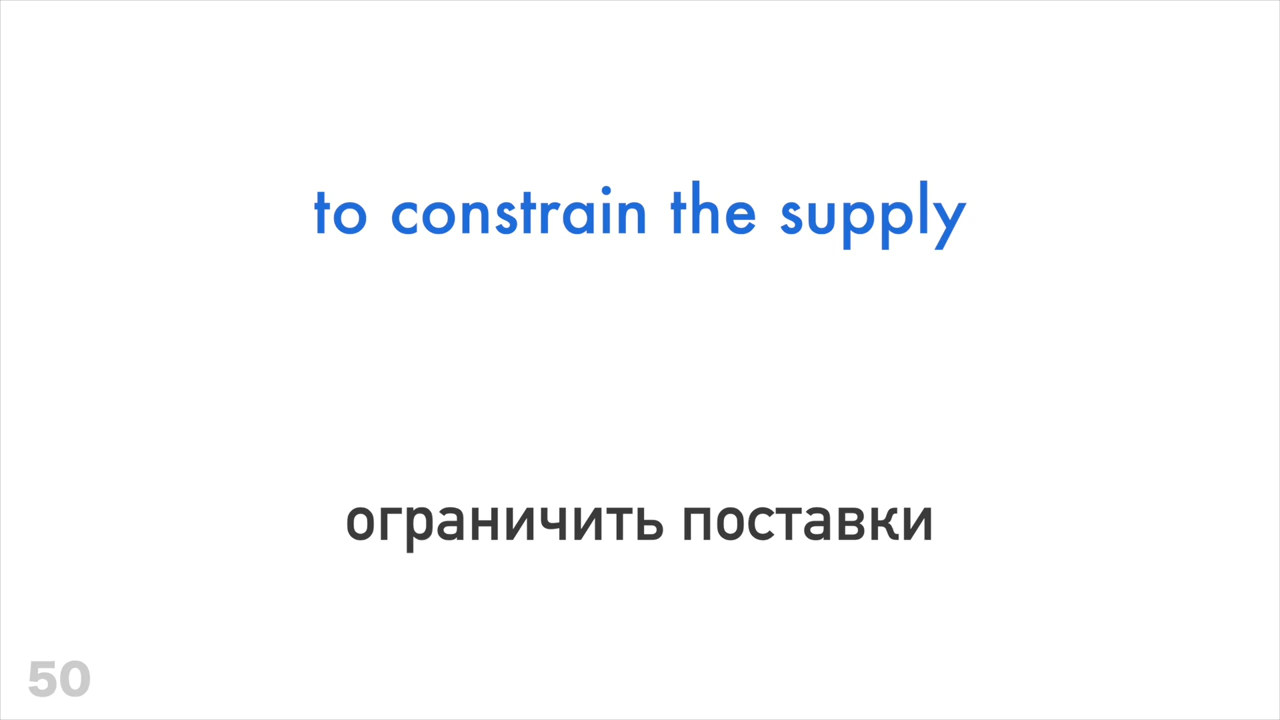 to constrain the supply
ограничить поставки
50